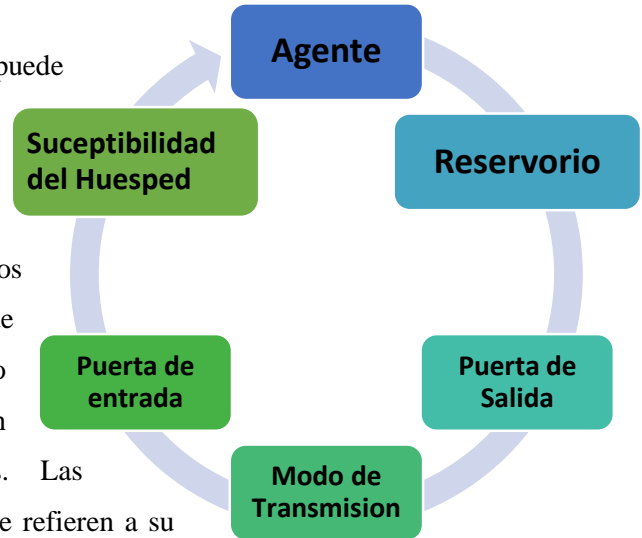 Agente
puede
Suceptibilidad
del Huesped
Reservorio
os
e
o
n
. Las
e refieren a su
Puerta de
entrada
Puerta de
Salida
Modo de
Transmision